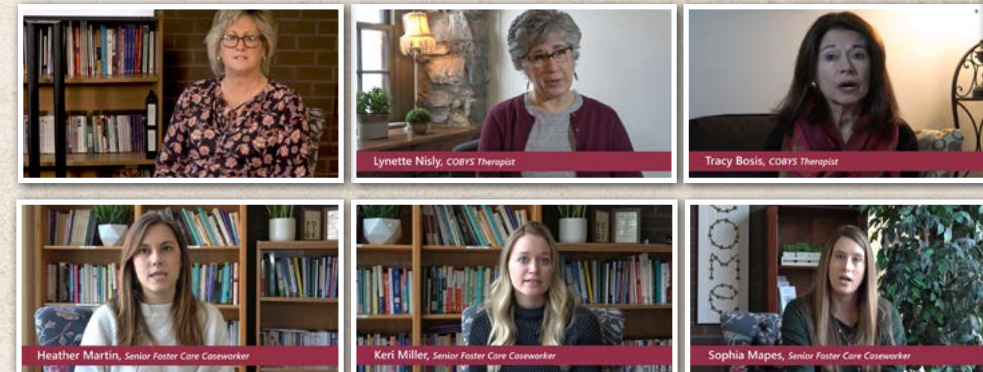 Lynette Nisly, COBYS Therapist
Tracy Bosis, COBYS Therapist
Heather Martin, Senior Foster Care Caseworker
Keri Miller, Senior Foster Care Caseworker
Sophia Mapes, Senior Foster Care Caseworker